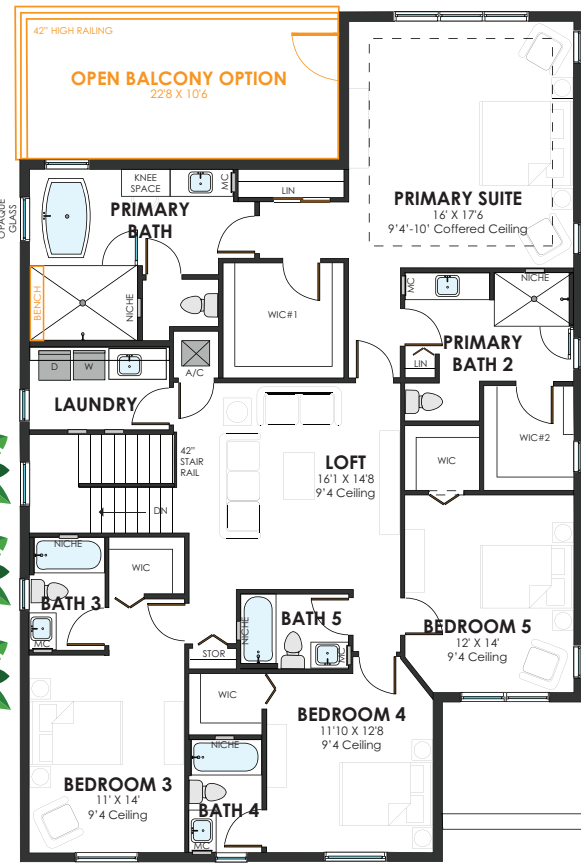 42" HIGH RAILING
OPEN BALCONY OPTION
22'8 X 10'6
OPAQUE
GLASS
KNEE
SPACE
MC
LIN
PRIMARY
BATH
PRIMARY SUITE
16' X 17'6
9'4'-10' Coffered Ceiling
BENCH
NICHE
WIC#1
MC
NICHE
PRIMARY
BATH 2
LIN
D
W
A/C
LAUNDRY
WIC#2
42"
STAIR
RAIL
LOFT
16'1 X 14'8
9'4 Ceiling
WIC
DN
NICHE
WIC
BATH 3
MC
NICHE
BATH 5
MC
STOR
BEDROOM 5
12' X 14'
9'4 Ceiling
WIC
BEDROOM 4
11'10 X 12'8
9'4 Ceiling
NICHE
BEDROOM 3
11' X 14'
9'4 Ceiling
BATH 4
MC